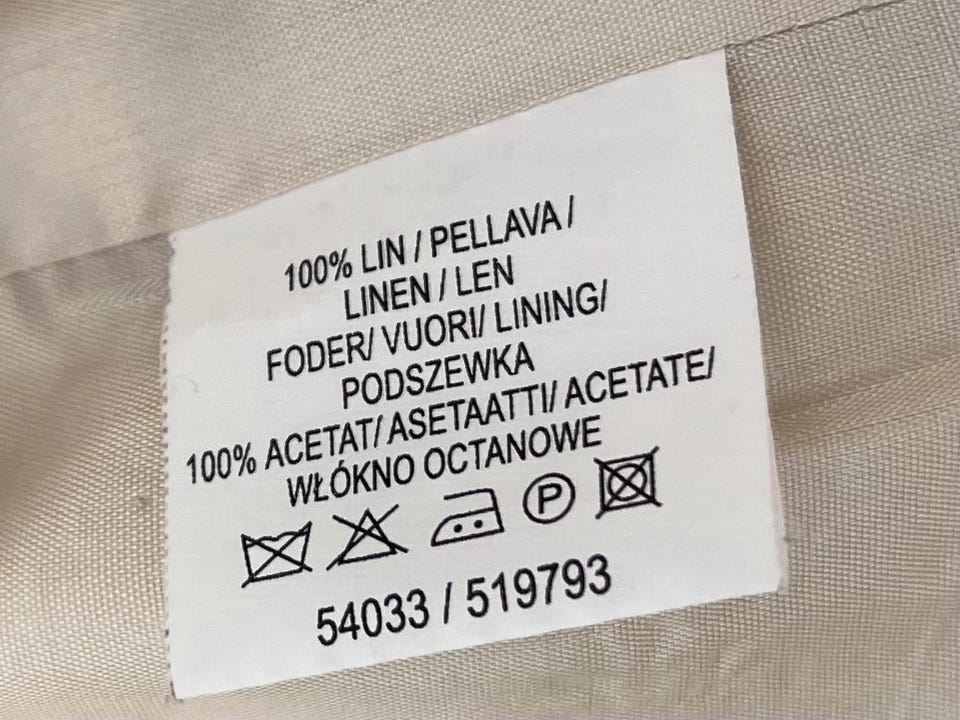 100% LIN / PELLAVA /
LINEN / LEN
FODER/ VUORI/ LINING/
PODSZEWKA
100% ACETAT/ ASETAATTI/ ACETATE/
WŁÓKNO OCTANOWE
P
54033 / 519793